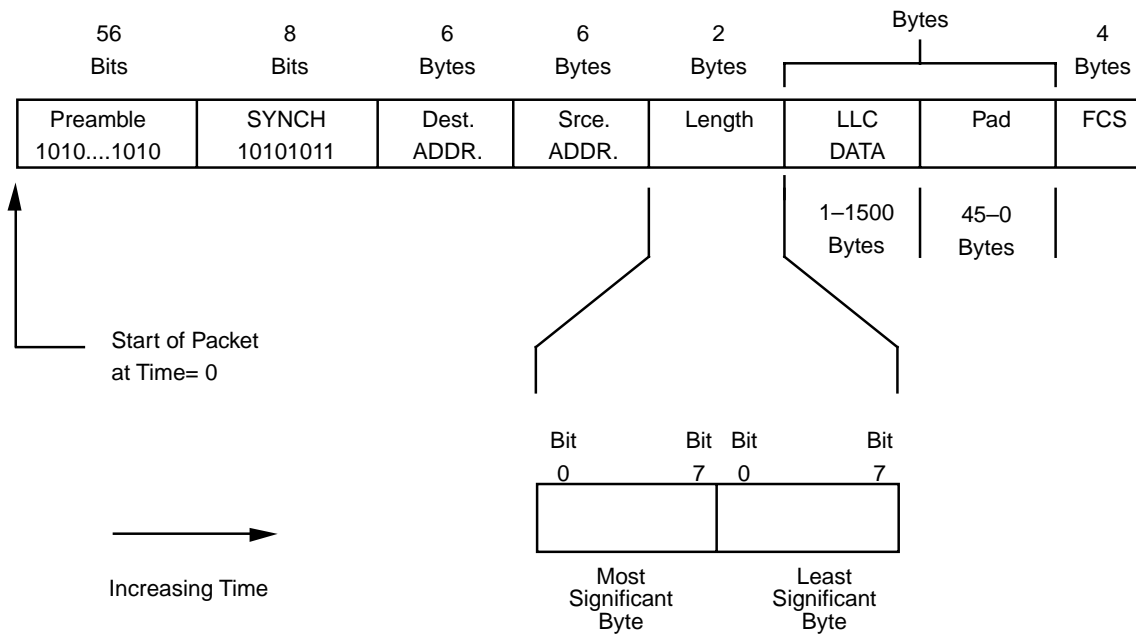 56
Bits
8
Bits
6
Bytes
6
Bytes
2
Bytes
Bytes
4
Bytes
Preamble
1010....1010
SYNCH
10101011
Dest.
ADDR.
Srce.
ADDR.
Length
LLC
DATA
Pad
FCS
1–1500
Bytes
45–0
Bytes
Start of Packet
at Time= 0
Bit
0
Bit
7
Bit
0
Bit
7
Increasing Time
Most
Significant
Byte
Least
Significant
Byte